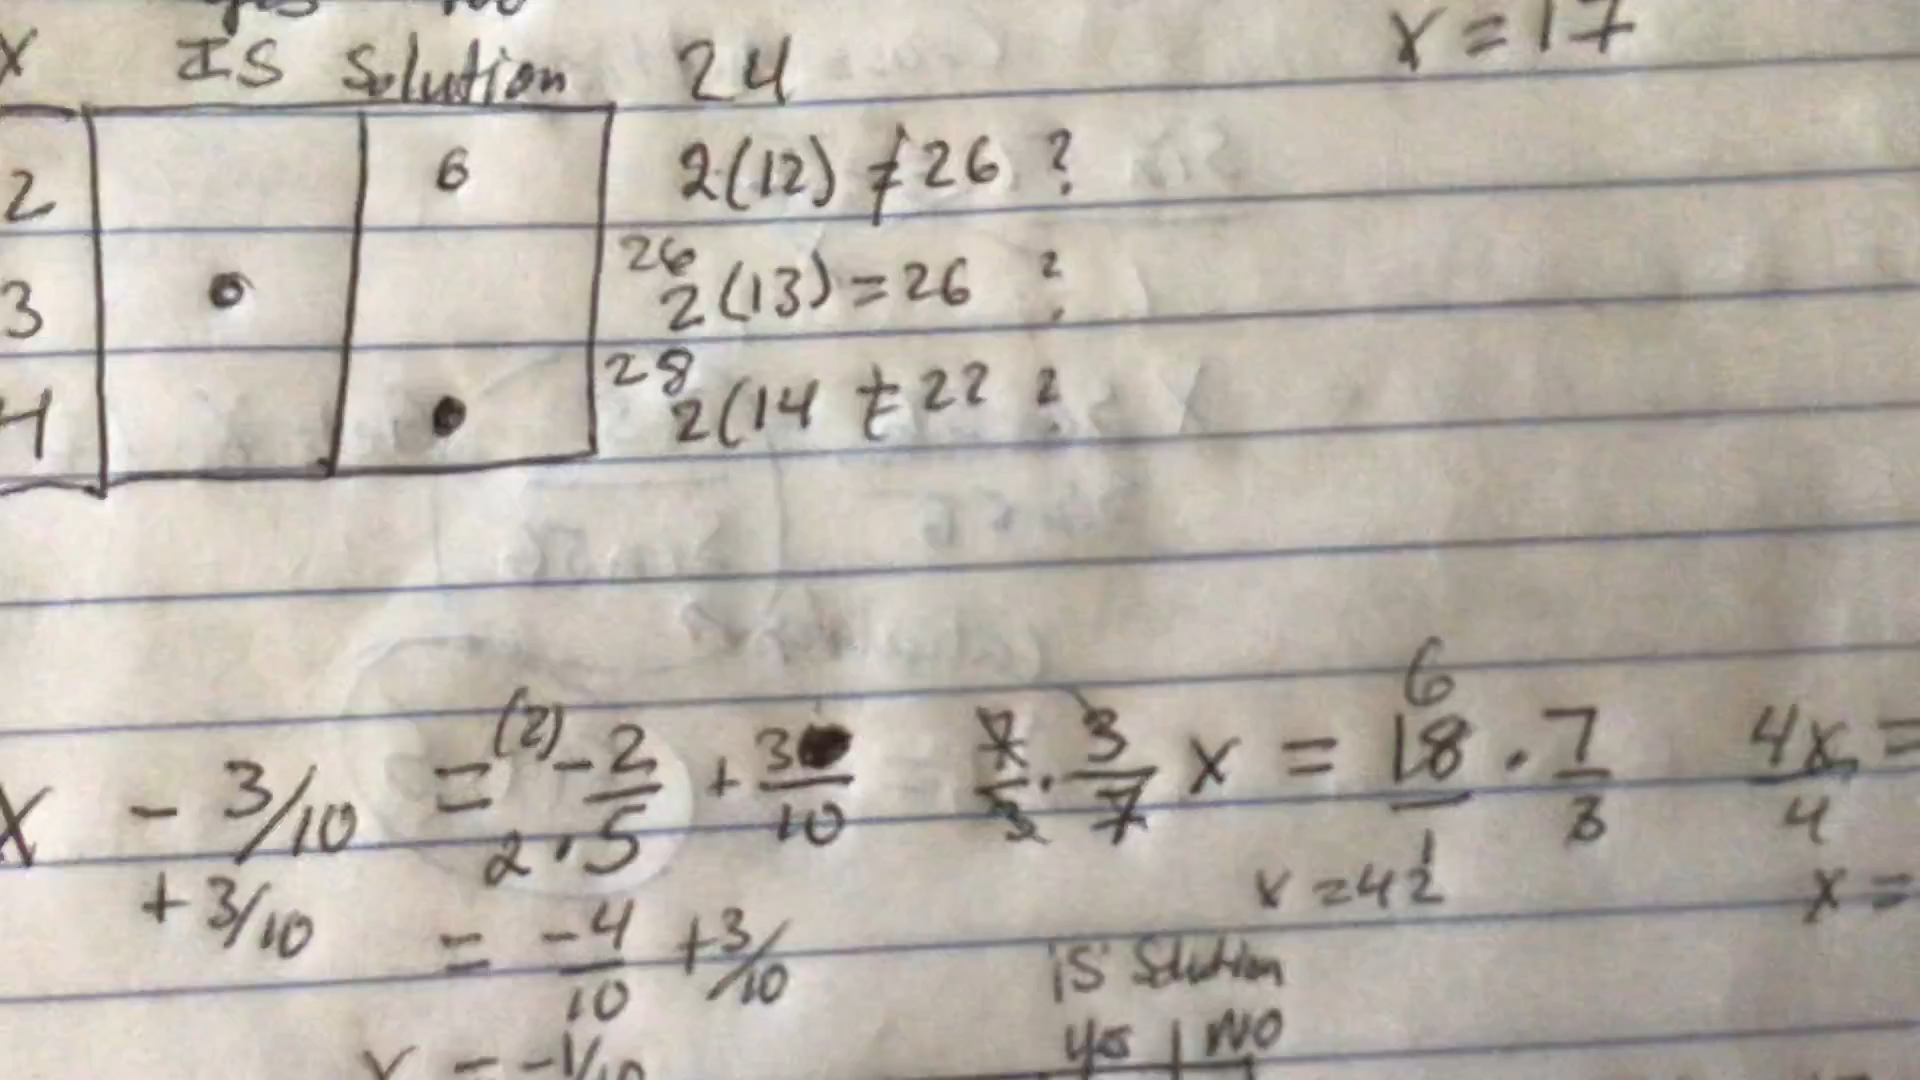 x = 17
X IS Solution 24
2 6 2(12) ≠ 26 ?
26
3 2(13) = 26 ?
28
4 2(14 ≠ 22 ?
6
X - 3/10 = (2) -2/2·5 + 3/10 7/3 · 3/7 x = 18/1 · 7/3 4x/4 =
+ 3/10 = -4/10 + 3/10 x = 4 1/2 x =
is Solution
x = -1/10 yes | NO